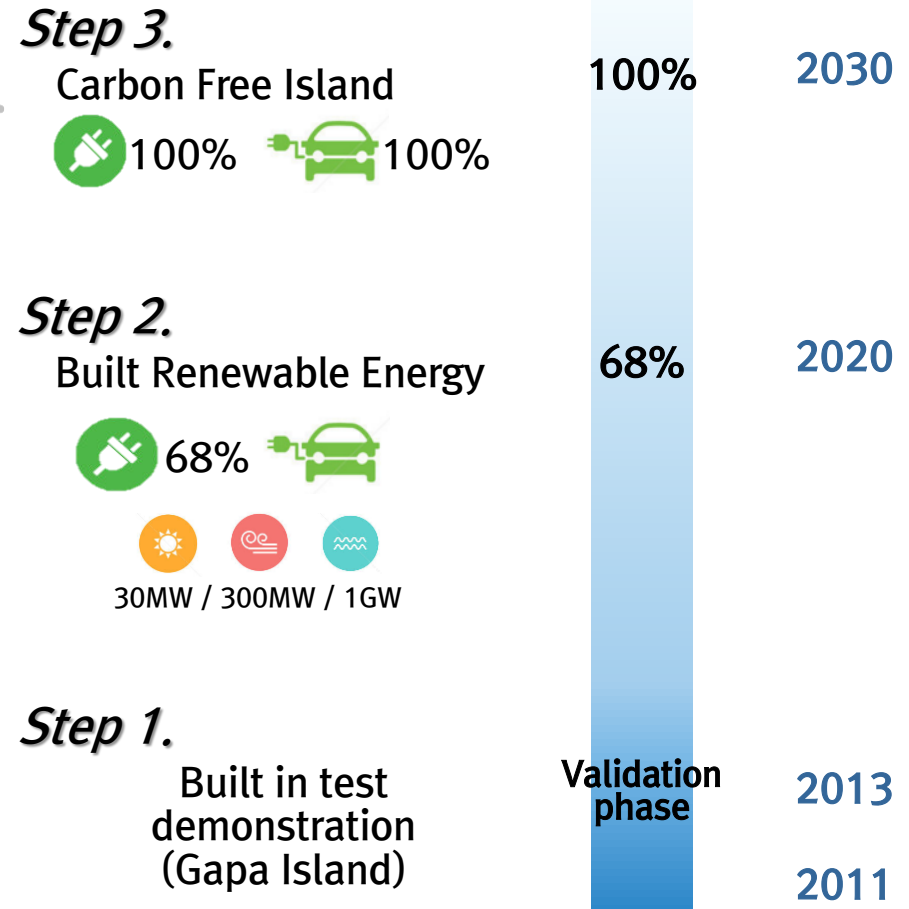 Step 3.
Carbon Free Island
100% 100%
100%
2030
Step 2.
Built Renewable Energy
68%
68%
2020
30MW / 300MW / 1GW
Step 1.
Built in test
demonstration
(Gapa Island)
Validation
phase
2013
2011